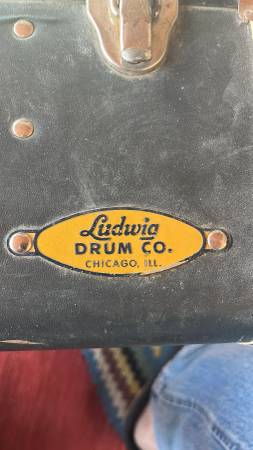 Ludwig
DRUM CO.
CHICAGO, ILL.